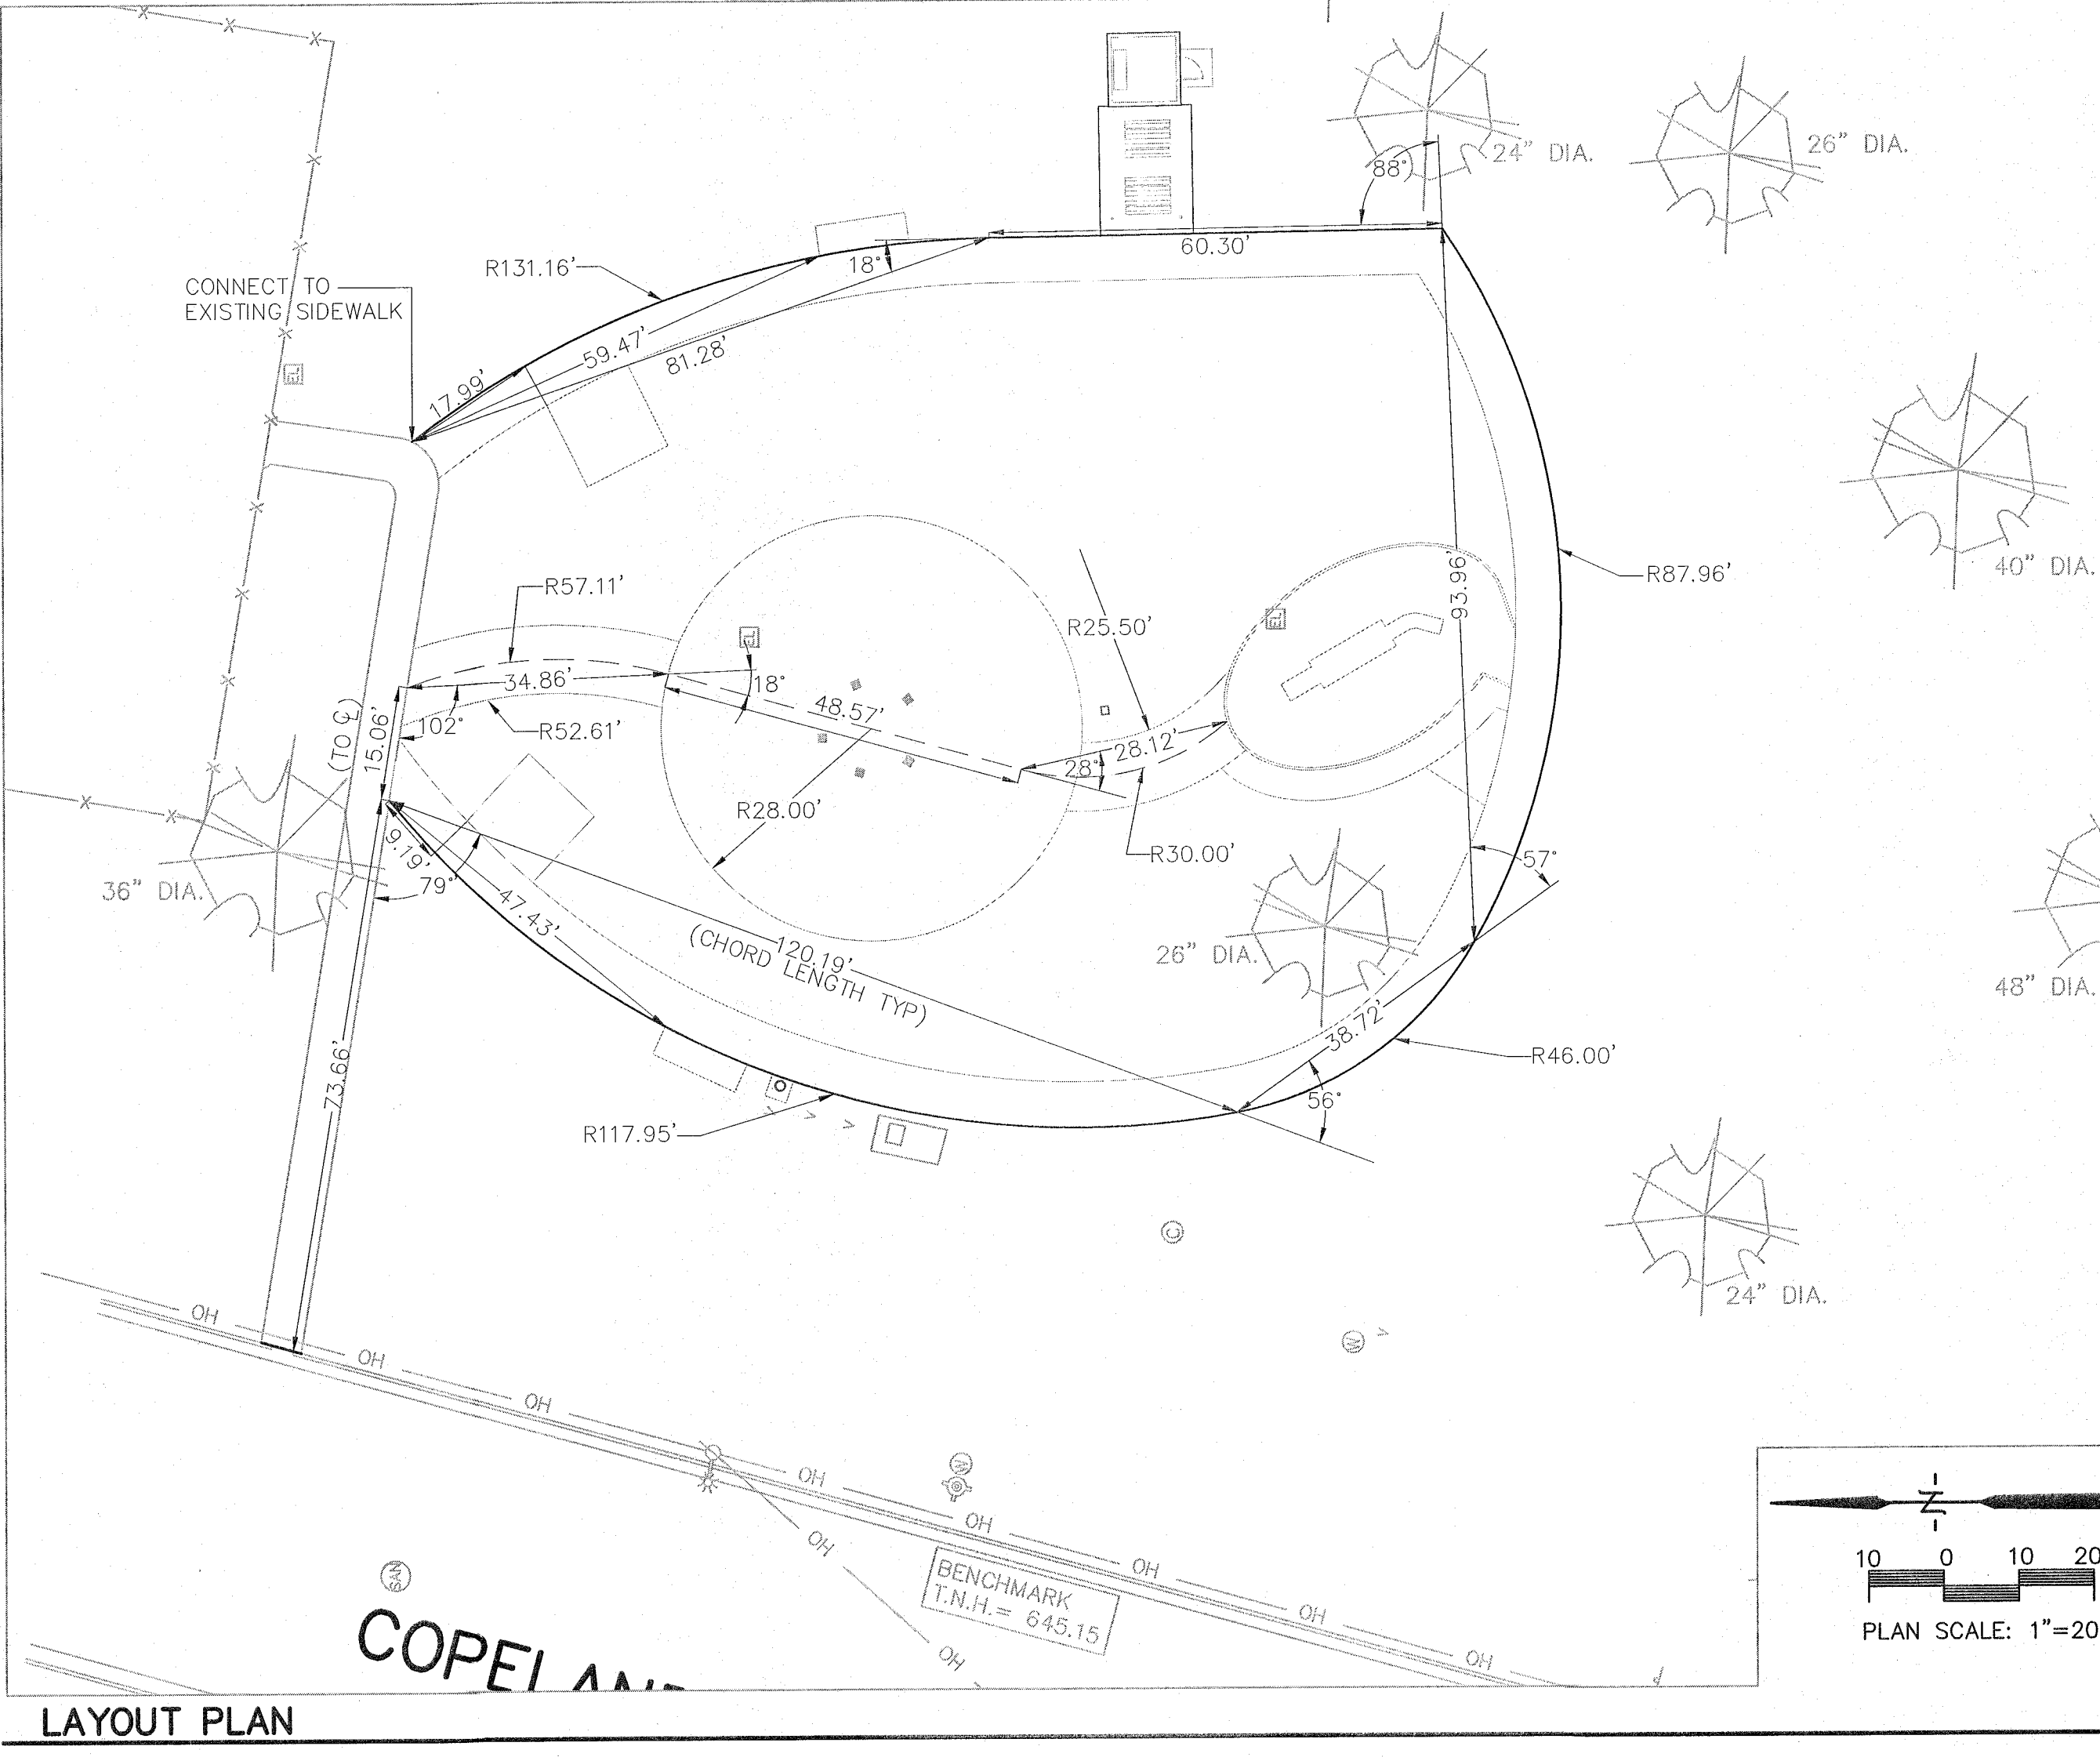 24" DIA.
26" DIA.
88°
60.30'
R131.16'
18°
CONNECT TO
EXISTING SIDEWALK
59.47'
81.28'
17.99'
EL
40" DIA.
R57.11'
R87.96'
93.96'
EL
EL
R25.50'
34.86'
18°
48.57'
R52.61'
102°
28.12'
28°
15.06'
(TO ℄)
R28.00'
R30.00'
57°
9.19'
79°
36" DIA.
47.43'
120.19'
(CHORD LENGTH TYP)
26" DIA.
48" DIA.
38.72'
R46.00'
56°
73.66'
R117.95'
C
24" DIA.
OH
OH
OH
OH
OH
OH
OH
OH
OH
OH
BENCHMARK
T.N.H.= 645.15
SAN
10 0 10 20
PLAN SCALE: 1"=20
LAYOUT PLAN